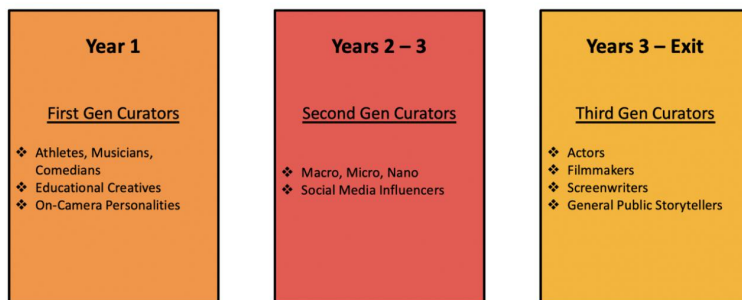 Year 1
First Gen Curators
❖ Athletes, Musicians,
Comedians
❖ Educational Creatives
❖ On-Camera Personalities
Years 2 – 3
Second Gen Curators
❖ Macro, Micro, Nano
❖ Social Media Influencers
Years 3 – Exit
Third Gen Curators
❖ Actors
❖ Filmmakers
❖ Screenwriters
❖ General Public Storytellers